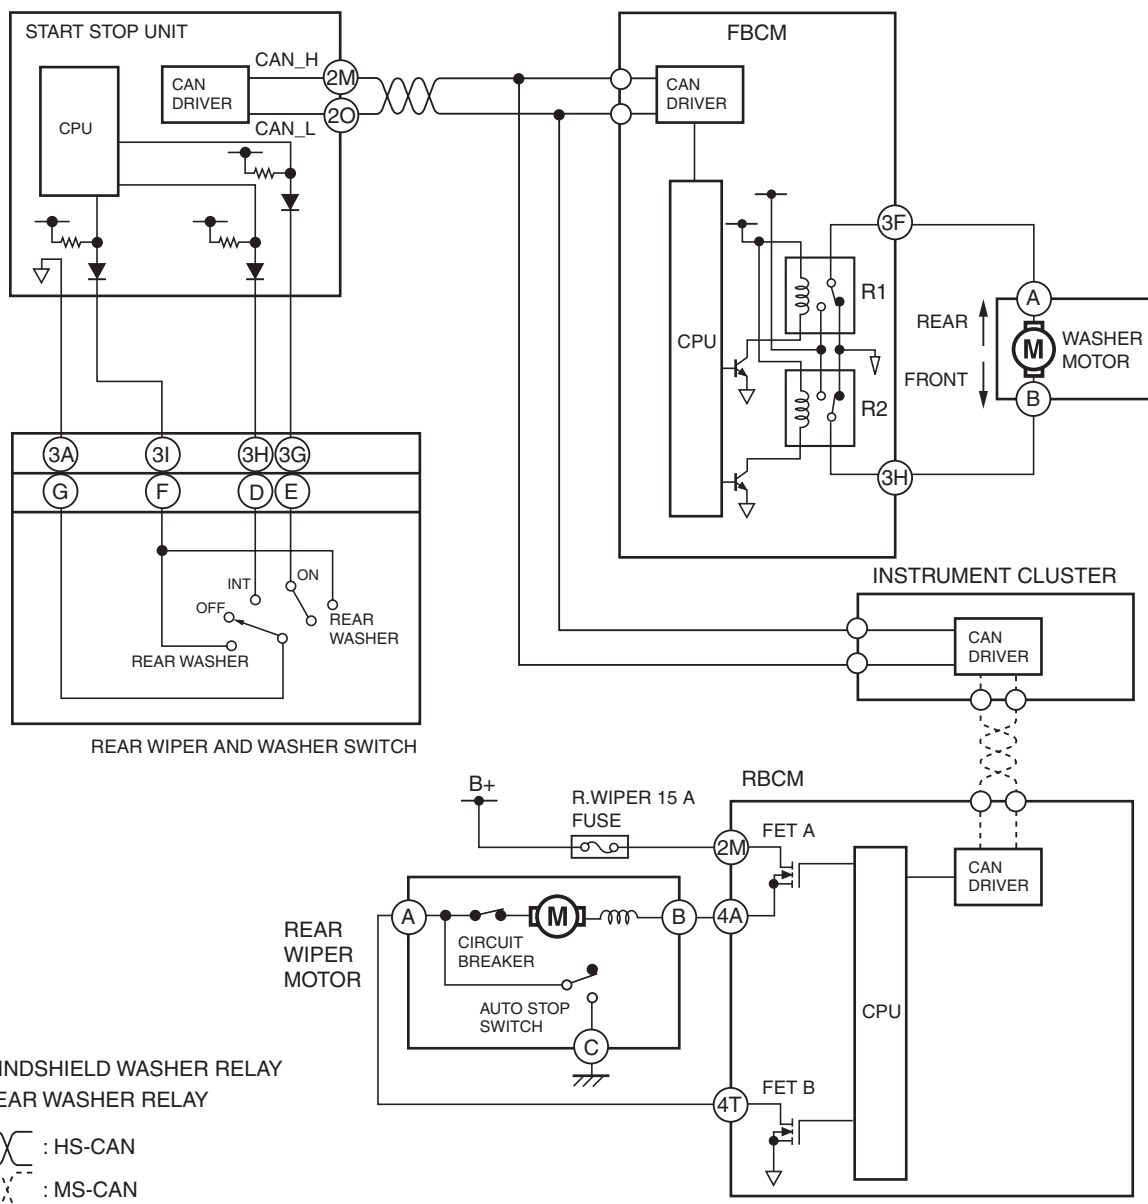 START STOP UNIT
FBCM
CAN_H
2M
CAN
DRIVER
CAN
DRIVER
CPU
2O
CAN_L
3F
R1
A
REAR
CPU
M
WASHER
MOTOR
FRONT
B
R2
3A
3I
3H
3G
3H
G
F
D
E
INSTRUMENT CLUSTER
INT
ON
OFF
REAR
WASHER
REAR WASHER
CAN
DRIVER
REAR WIPER AND WASHER SWITCH
RBCM
B+
R.WIPER 15 A
FUSE
2M
FET A
CAN
DRIVER
A
M
B
4A
REAR
WIPER
MOTOR
CIRCUIT
BREAKER
AUTO STOP
SWITCH
CPU
C
WASHER RELAY
WASHER RELAY
FET B
4T
: HS-CAN
: MS-CAN